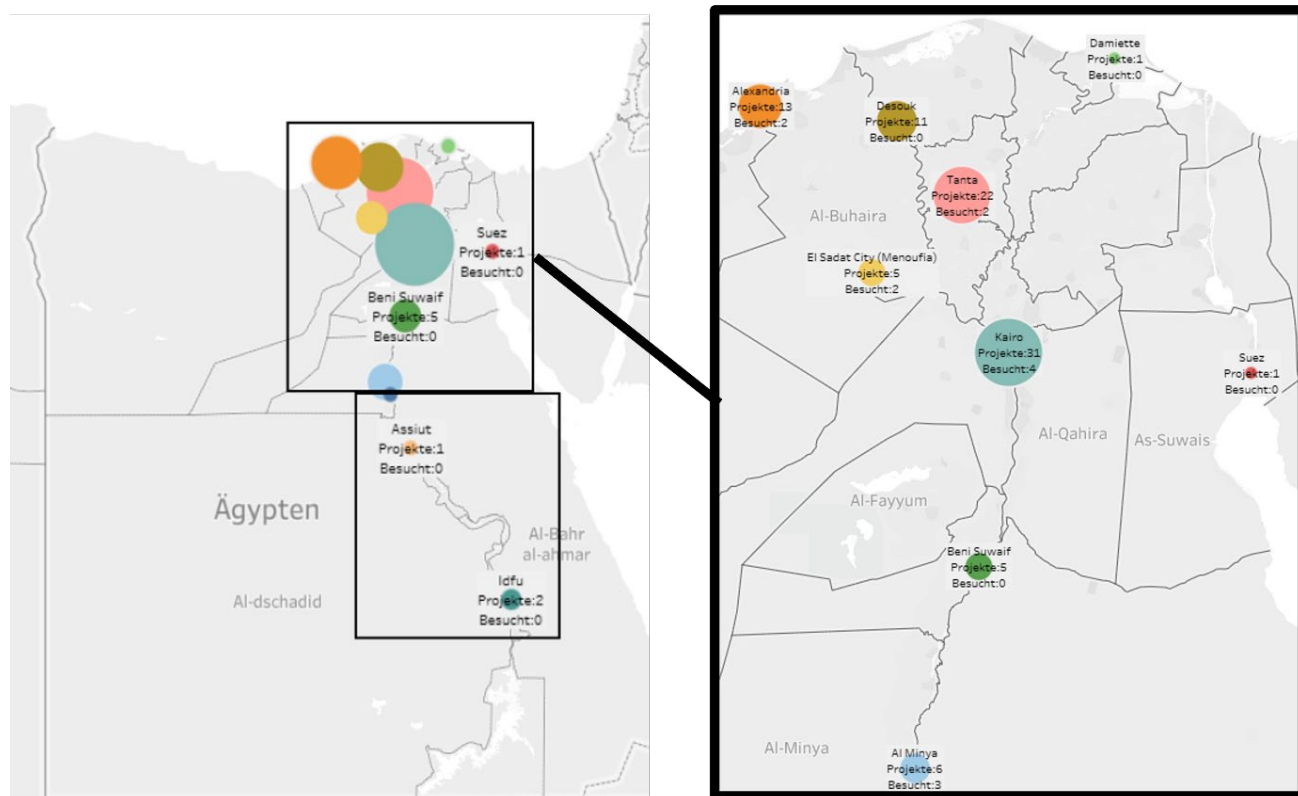 Suez
Projekte:1
Besucht:0
Beni Suwaif
Projekte:5
Besucht:0
Assiut
Projekte:1
Besucht:0
Ägypten
Al-Bahr
al-ahmar
Al-dschadid
Idfu
Projekte:2
Besucht:0
Damiette
Projekte:1
Besucht:0
Alexandria
Projekte:13
Besucht:2
Desouk
Projekte:11
Besucht:0
Tanta
Projekte:22
Besucht:2
Al-Buhaira
El Sadat City (Menoufia)
Projekte:5
Besucht:2
Kairo
Projekte:31
Besucht:4
Suez
Projekte:1
Besucht:0
Al-Qahira
As-Suwais
Al-Fayyum
Beni Suwaif
Projekte:5
Besucht:0
Al-Minya
Al Minya
Projekte:6
Besucht:3